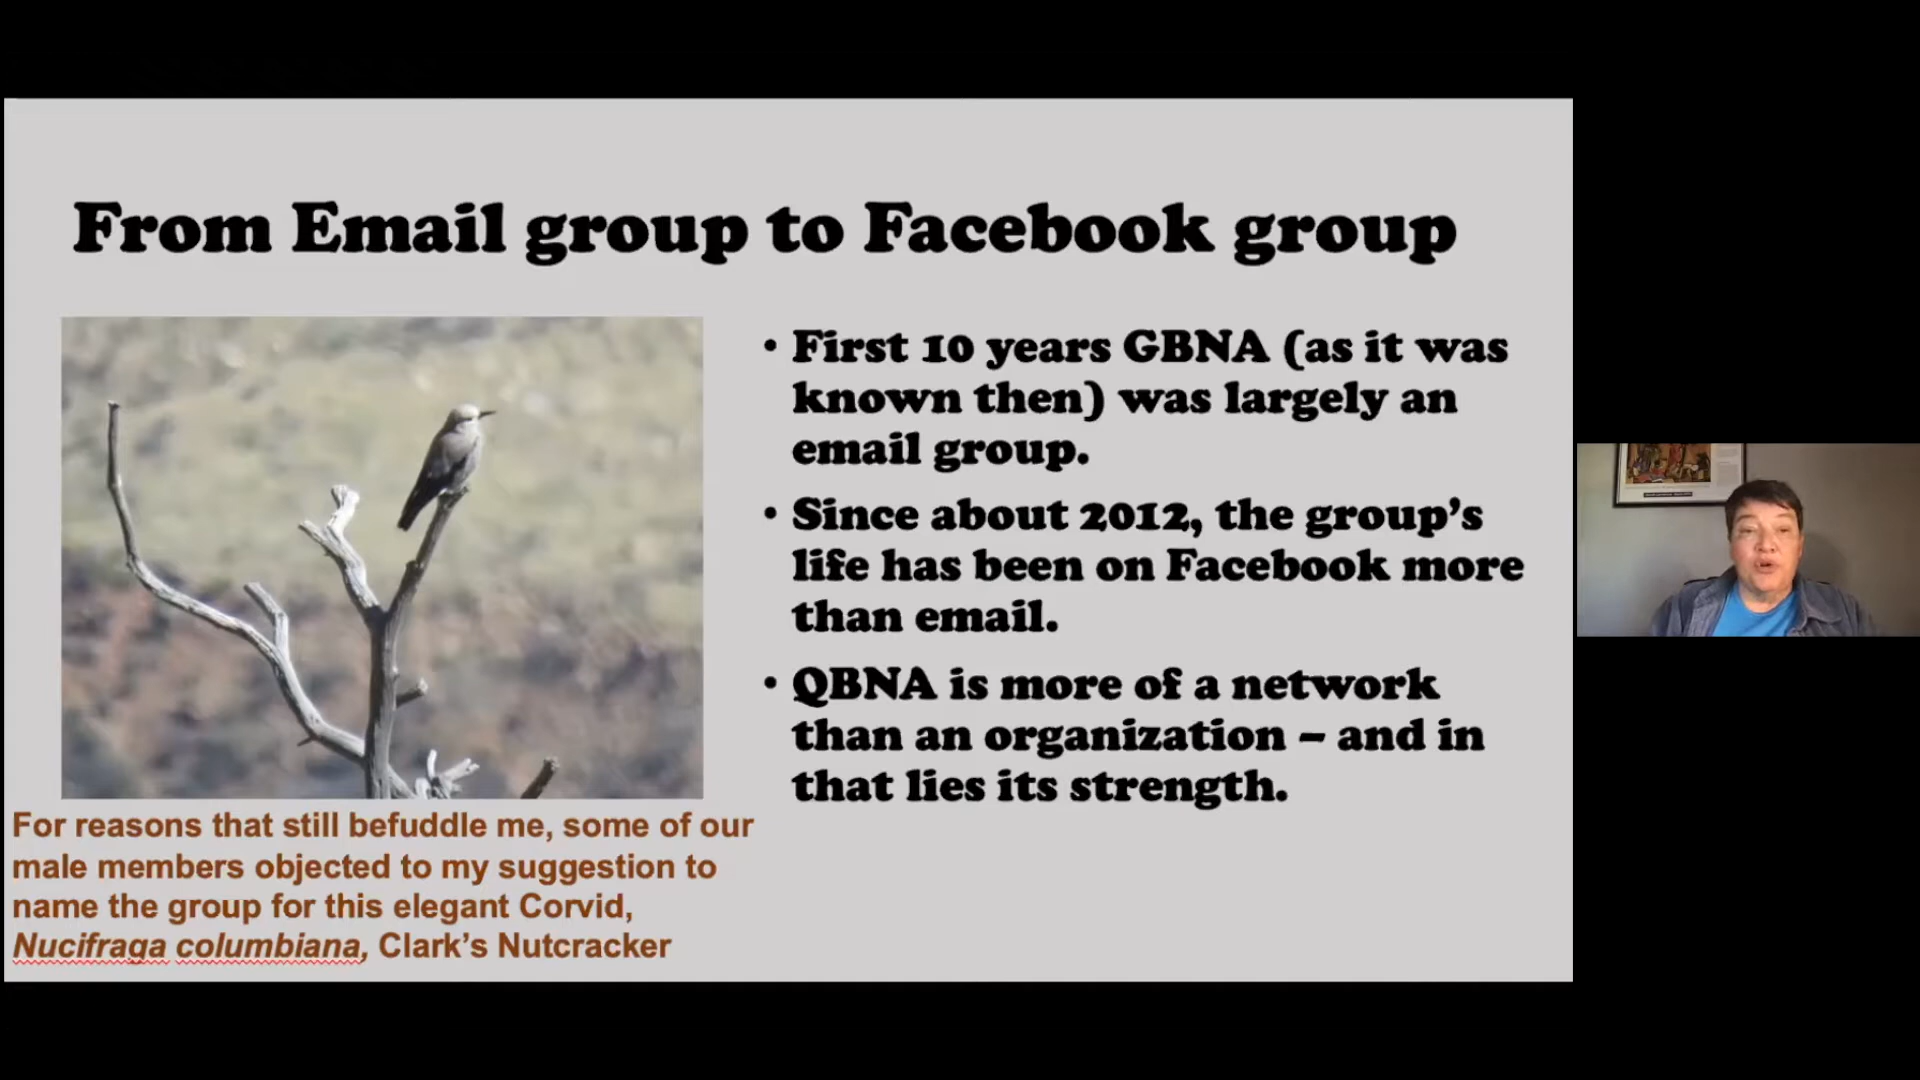 From Email group to Facebook group
• First 10 years GBNA (as it was
known then) was largely an
email group.
• Since about 2012, the group’s
life has been on Facebook more
than email.
• QBNA is more of a network
than an organization – and in
that lies its strength.
For reasons that still befuddle me, some of our
male members objected to my suggestion to
name the group for this elegant Corvid,
Nucifraga columbiana, Clark’s Nutcracker